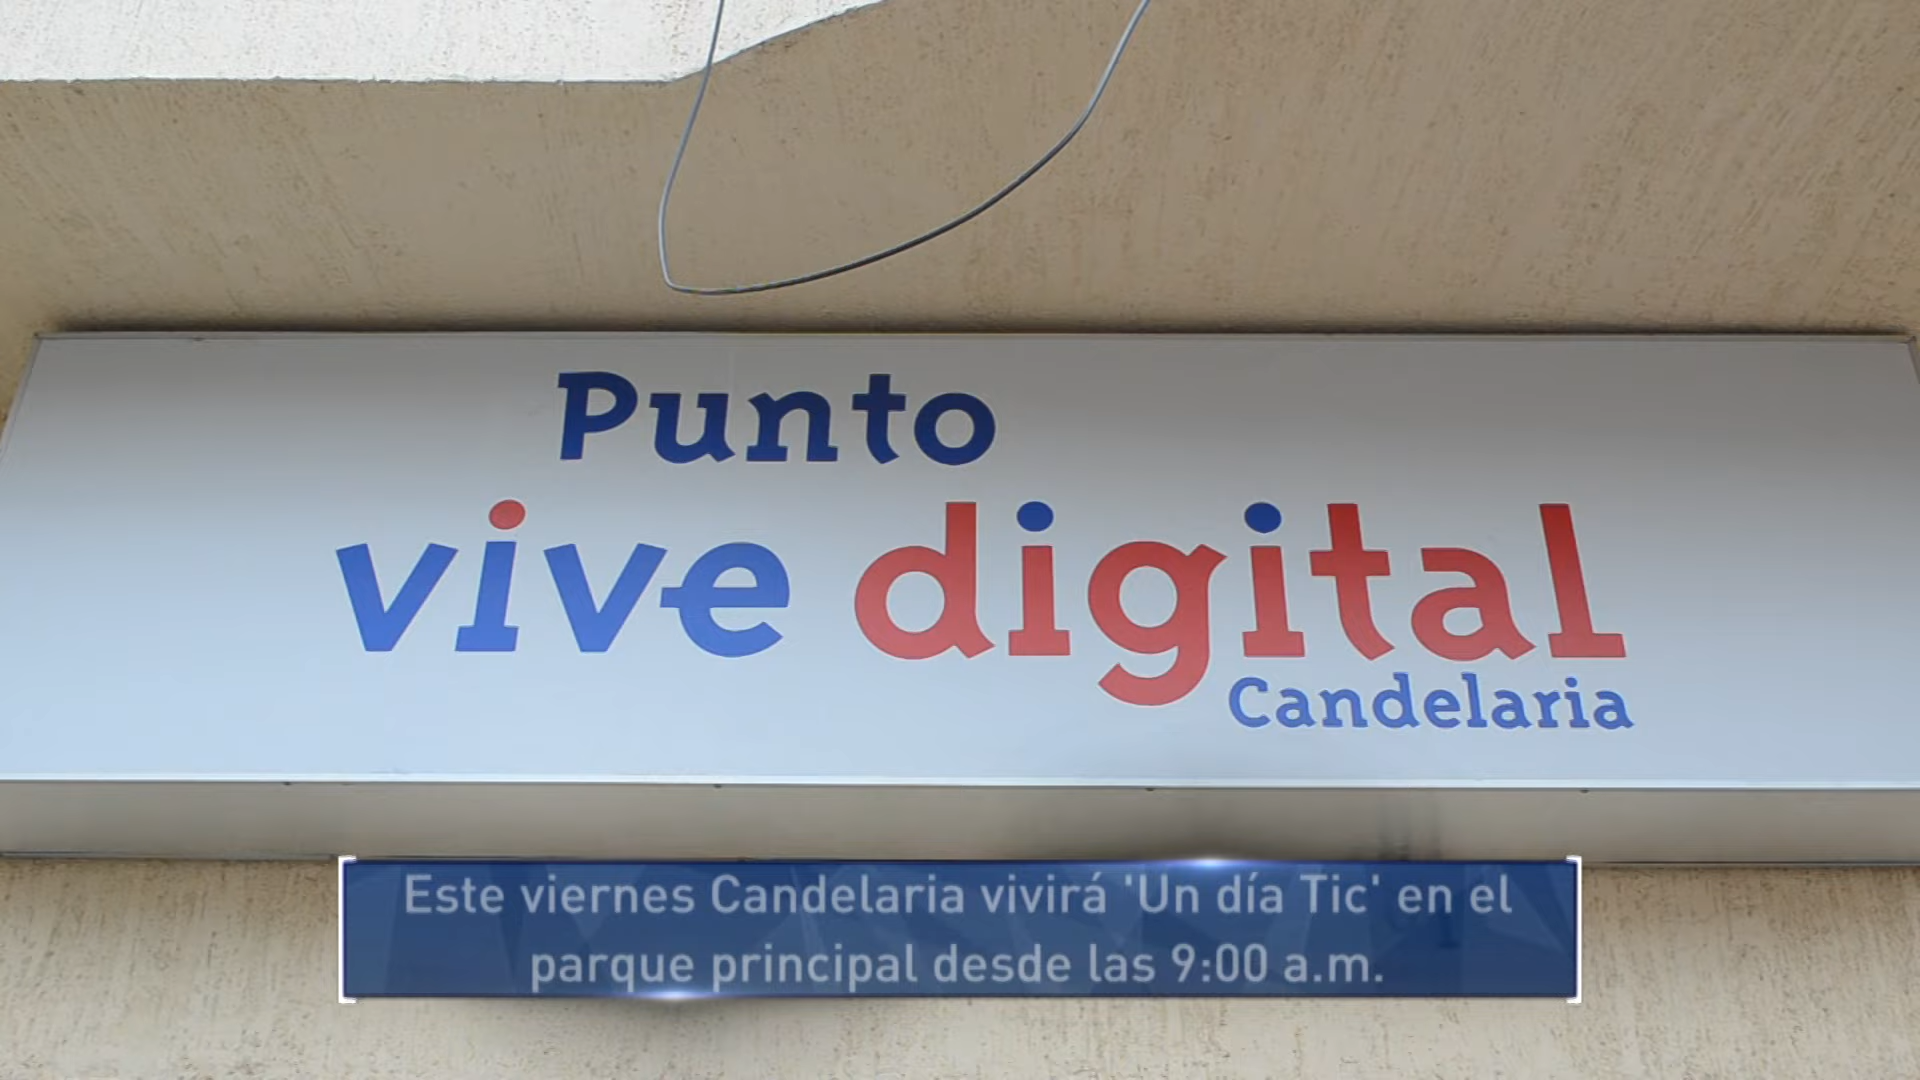 Punto
vive digital
Candelaria
Este viernes Candelaria vivirá 'Un día Tic' en el
parque principal desde las 9:00 a.m.